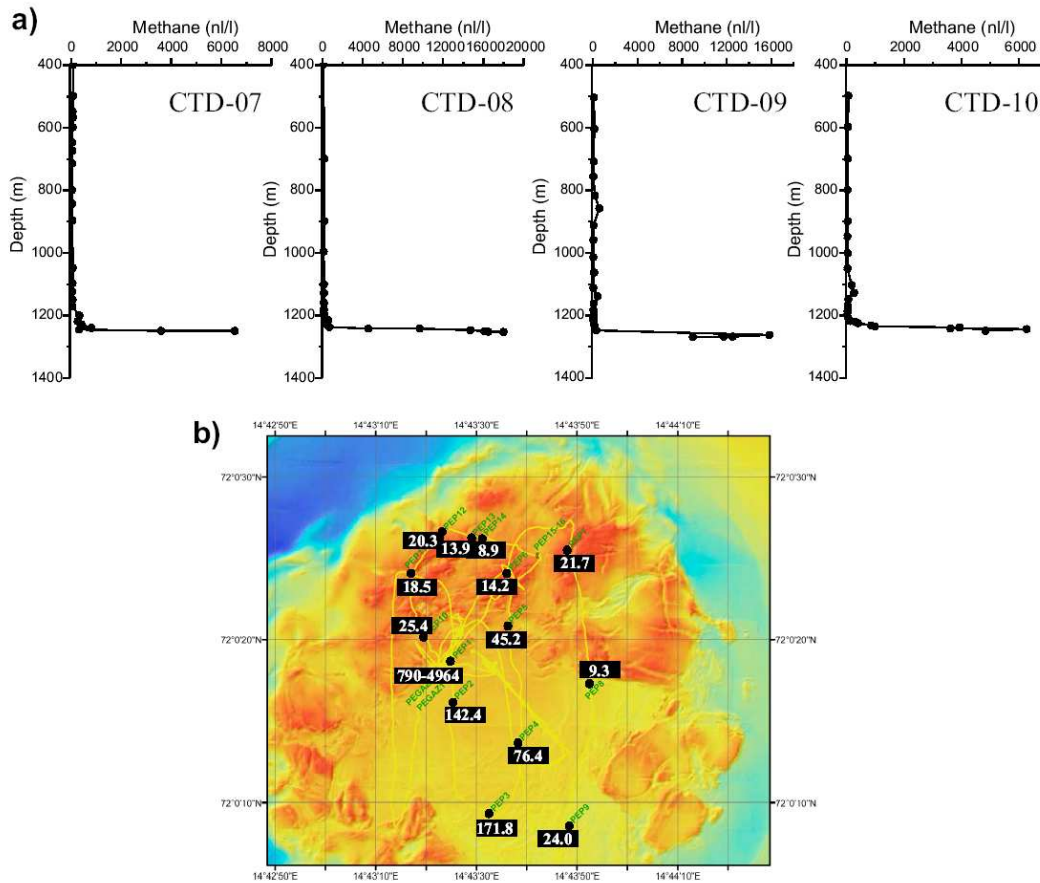 a)
Methane (nl/l) Methane (nl/l) Methane (nl/l) Methane (nl/l)
0 2000 4000 6000 8000 0 4000 8000 12000 16000 20000 0 4000 8000 12000 16000 0 2000 4000 6000
400 400 400 400
CTD-07 CTD-08 CTD-09 CTD-10
600 600 600 600
800 800 800 800
Depth (m) Depth (m) Depth (m) Depth (m)
1000 1000 1000 1000
1200 1200 1200 1200
1400 1400 1400 1400
b)
14°42'50"E 14°43'10"E 14°43'30"E 14°43'50"E 14°44'10"E
72°0'30"N 72°0'30"N
PEP12 PEP13 PEP14 PEP15-16
20.3 13.9 8.9 21.7
PEP6
18.5 14.2
25.4 PEP5
72°0'20"N 45.2 72°0'20"N
PEP1 9.3
790-4964
PEP2 PEP8
142.4
PEP4
76.4
72°0'10"N PEP3 PEP9 72°0'10"N
171.8 24.0
14°42'50"E 14°43'10"E 14°43'30"E 14°43'50"E 14°44'10"E